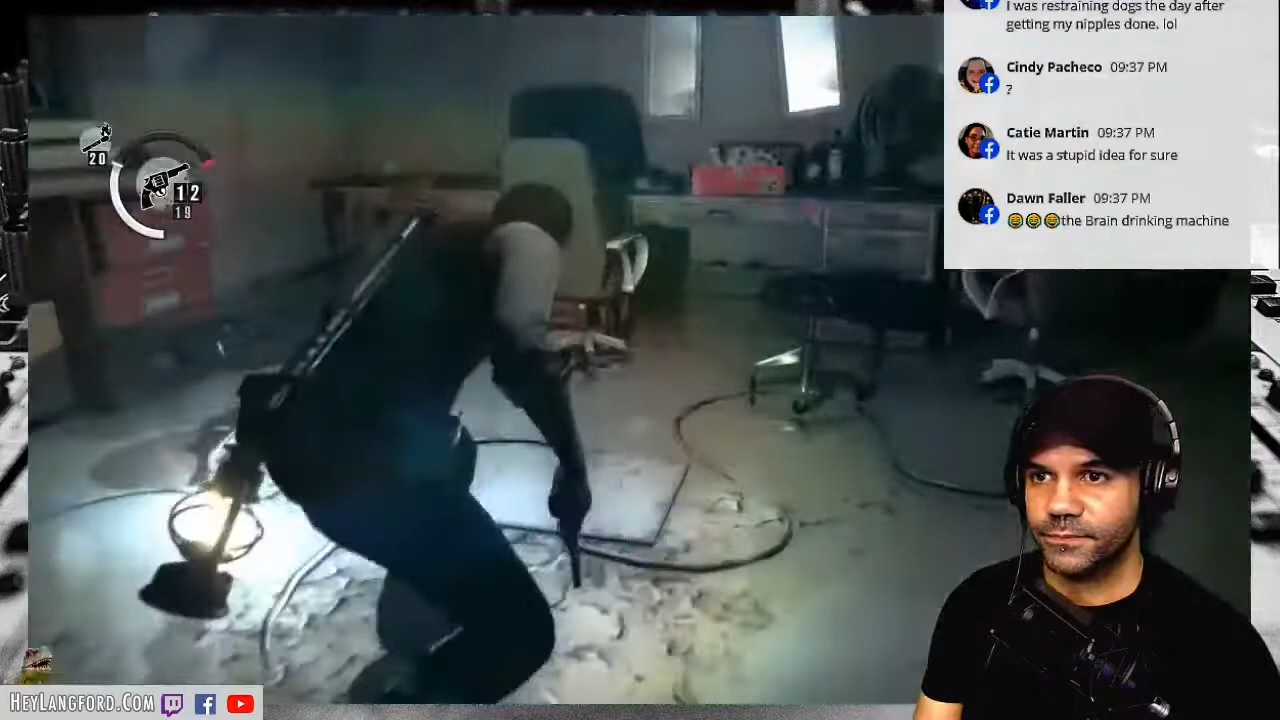 I was restraining dogs the day after
getting my nipples done. lol
Cindy Pacheco 09:37 PM
?
Catie Martin 09:37 PM
It was a stupid idea for sure
Dawn Faller 09:37 PM
😂😂😂the Brain drinking machine
20
12
19
HeyLangford.Com